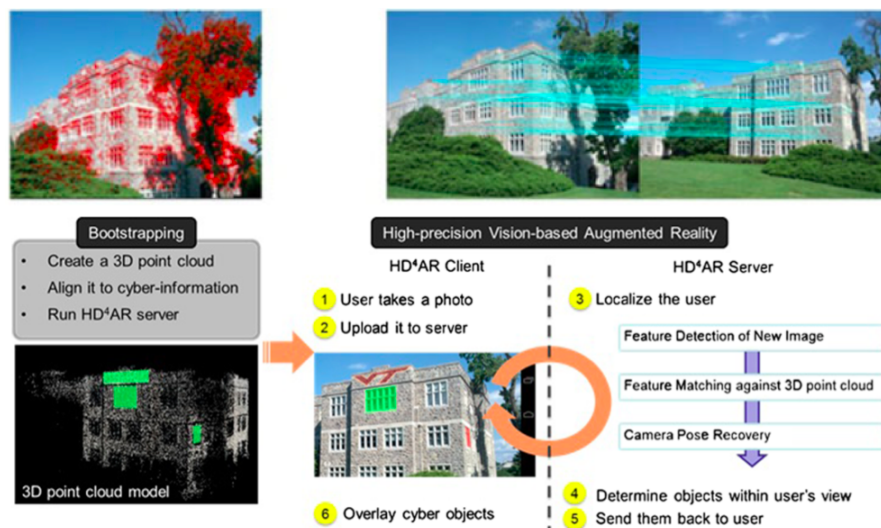 Bootstrapping
• Create a 3D point cloud
• Align it to cyber-information
• Run HD⁴AR server
3D point cloud model
High-precision Vision-based Augmented Reality
HD⁴AR Client
1 User takes a photo
2 Upload it to server
6 Overlay cyber objects
HD⁴AR Server
3 Localize the user
Feature Detection of New Image
Feature Matching against 3D point cloud
Camera Pose Recovery
4 Determine objects within user's view
5 Send them back to user